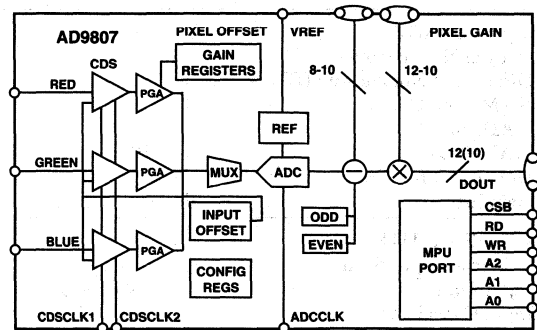 AD9807
PIXEL OFFSET
VREF
PIXEL GAIN
GAIN
REGISTERS
8-10
12-10
CDS
RED
PGA
REF
GREEN
PGA
MUX
ADC
12(10)
DOUT
INPUT
OFFSET
ODD
EVEN
BLUE
PGA
CONFIG
REGS
MPU
PORT
CSB
RD
WR
A2
A1
A0
CDSCLK1
CDSCLK2
ADCCLK